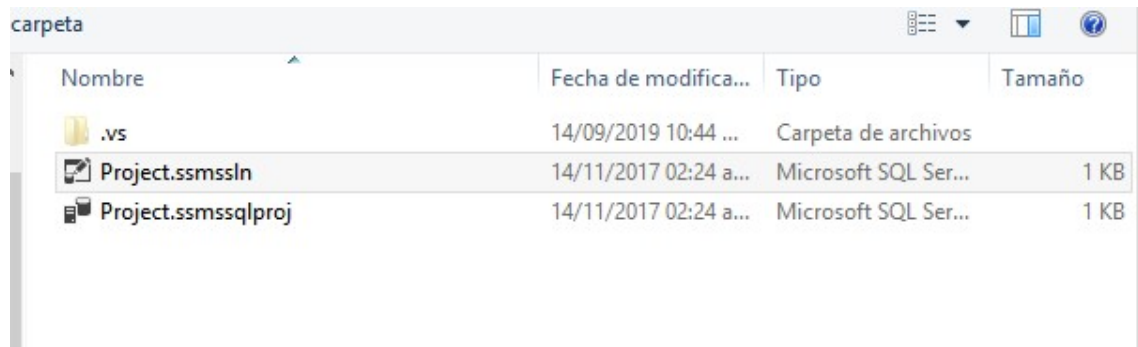 carpeta
Nombre Fecha de modifica... Tipo Tamaño
.vs 14/09/2019 10:44 ... Carpeta de archivos
Project.ssmssln 14/11/2017 02:24 a... Microsoft SQL Ser... 1 KB
Project.ssmssqlproj 14/11/2017 02:24 a... Microsoft SQL Ser... 1 KB